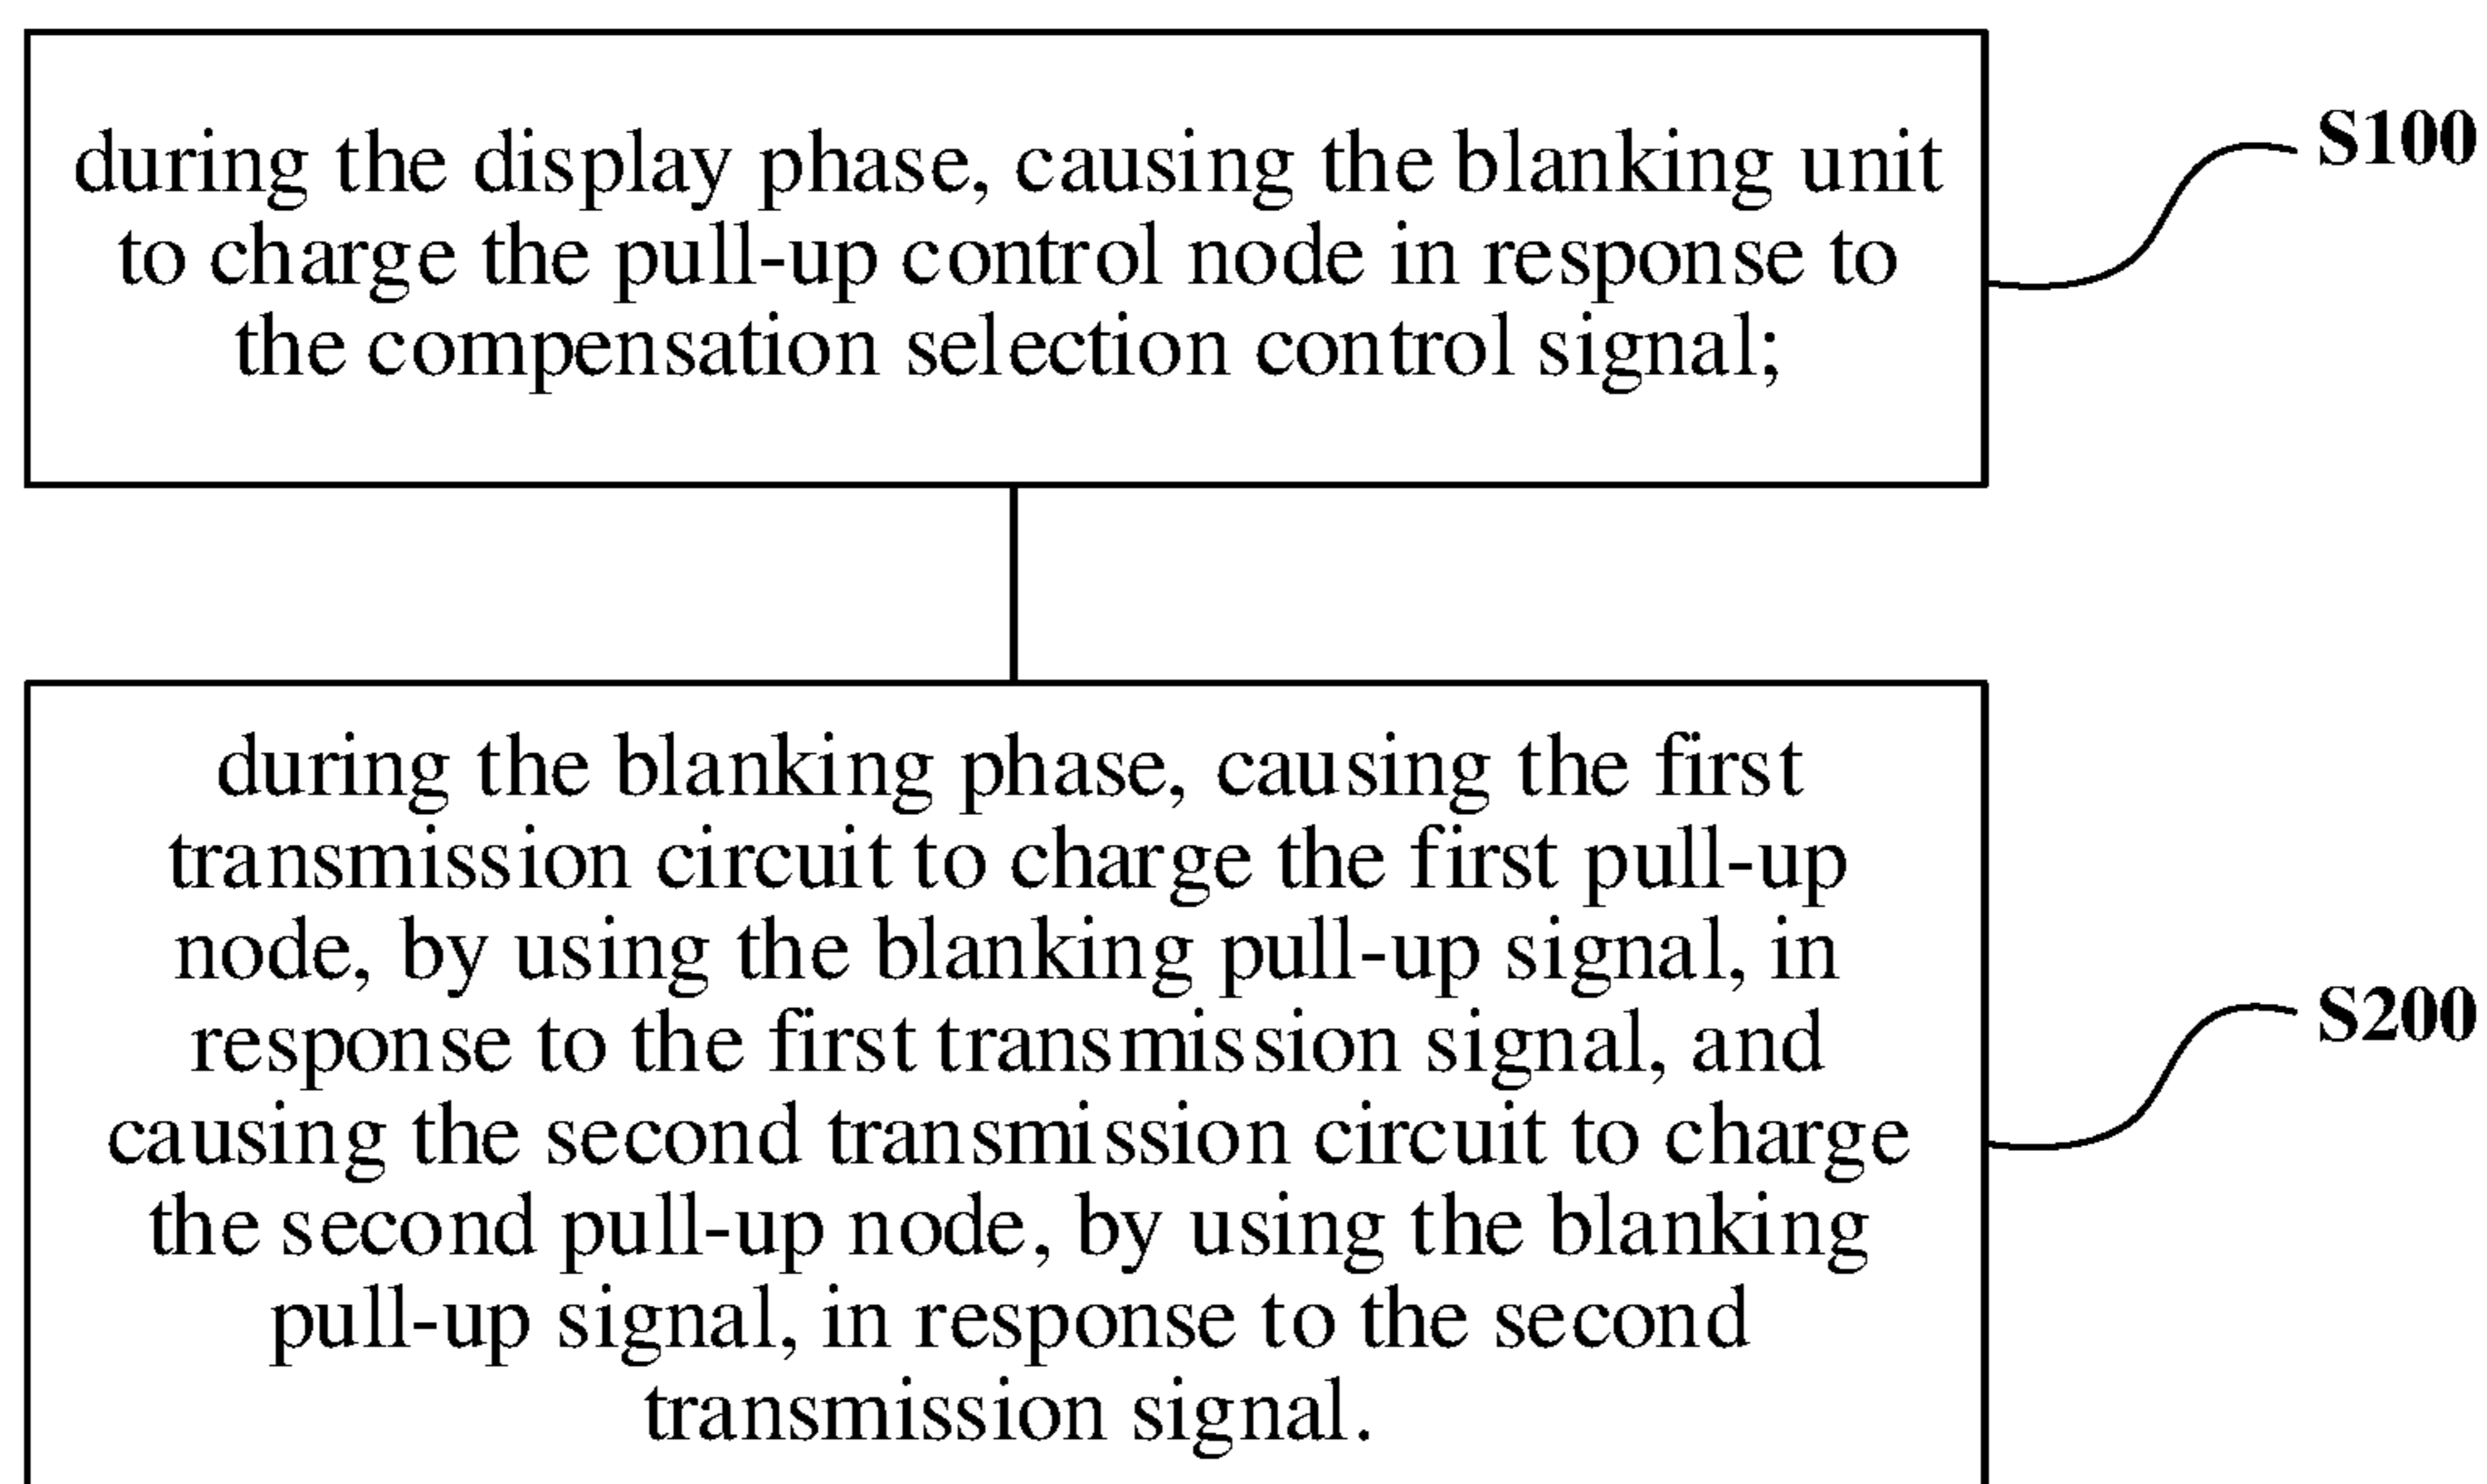 during the display phase, causing the blanking unit
to charge the pull-up control node in response to
the compensation selection control signal;
S100
during the blanking phase, causing the first
transmission circuit to charge the first pull-up
node, by using the blanking pull-up signal, in
response to the first transmission signal, and
causing the second transmission circuit to charge
the second pull-up node, by using the blanking
pull-up signal, in response to the second
transmission signal.
S200